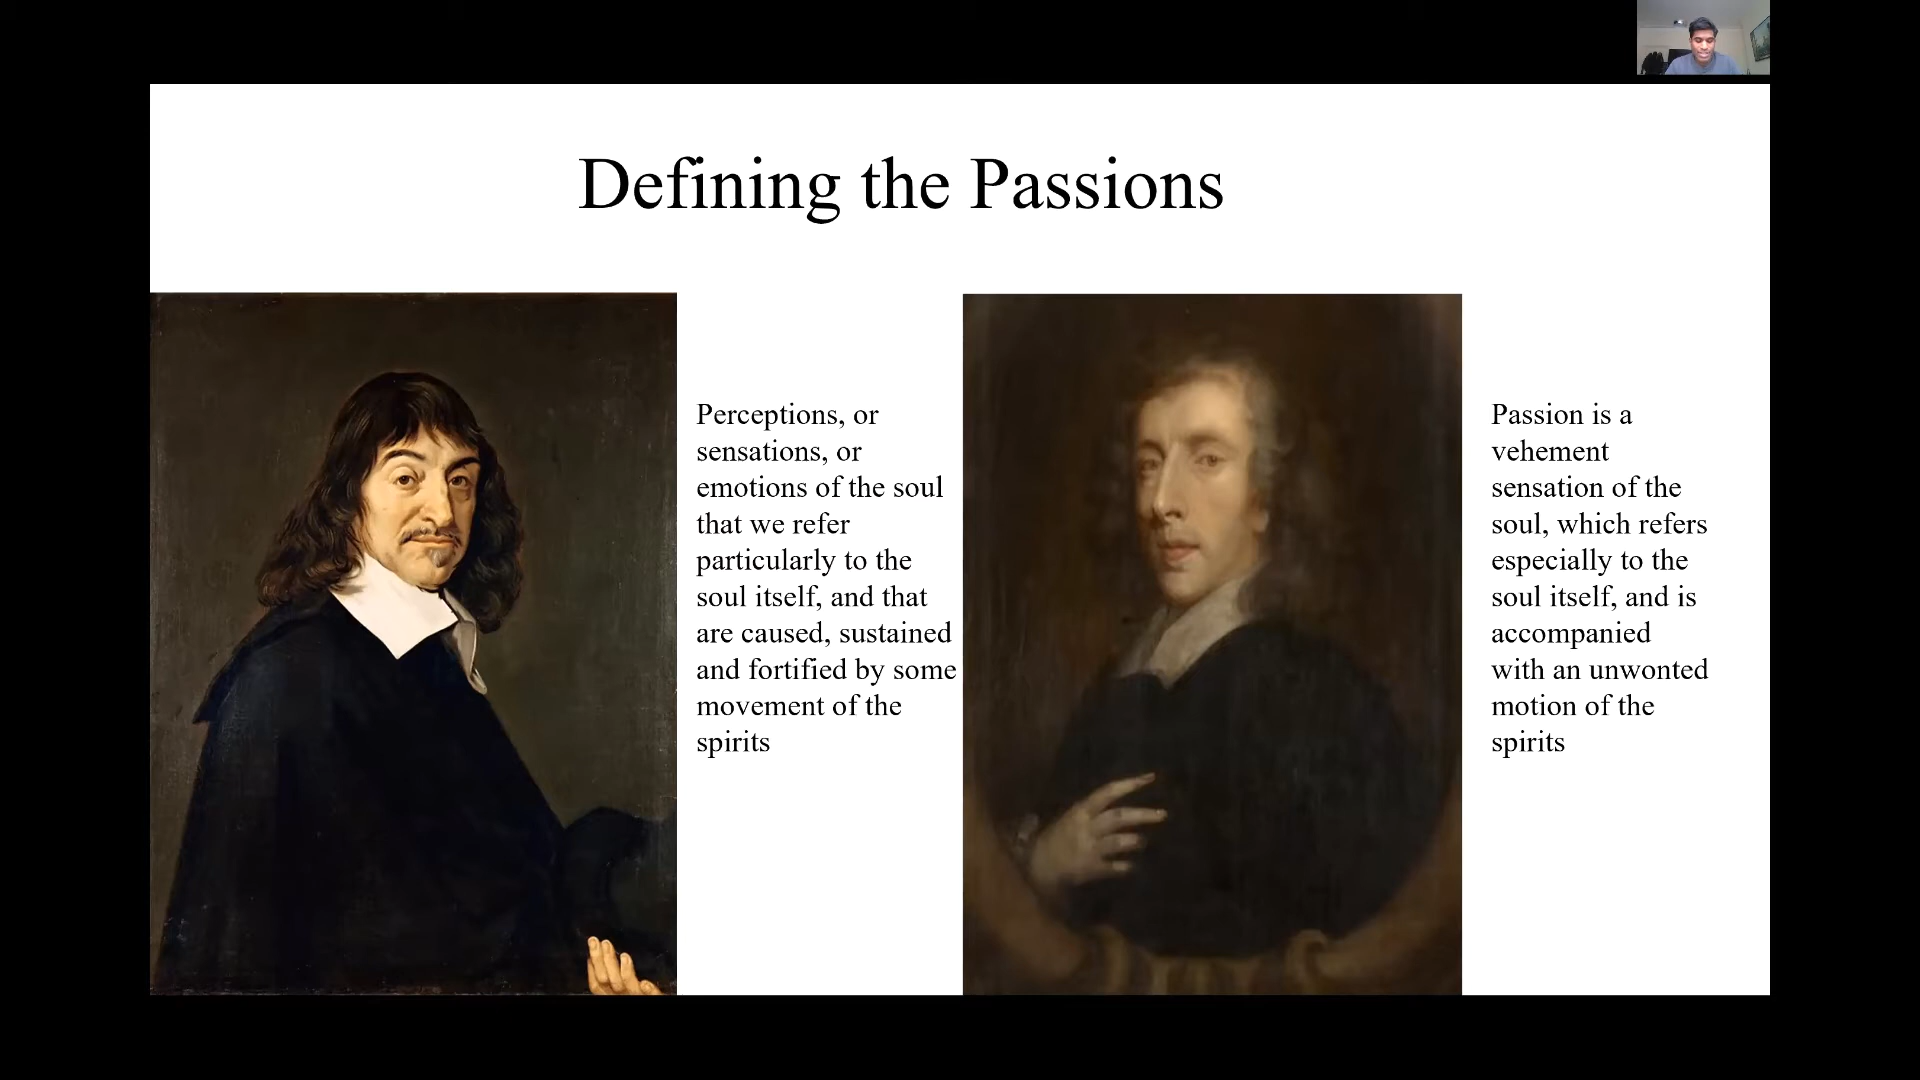 Defining the Passions
Perceptions, or
sensations, or
emotions of the soul
that we refer
particularly to the
soul itself, and that
are caused, sustained
and fortified by some
movement of the
spirits
Passion is a
vehement
sensation of the
soul, which refers
especially to the
soul itself, and is
accompanied
with an unwonted
motion of the
spirits